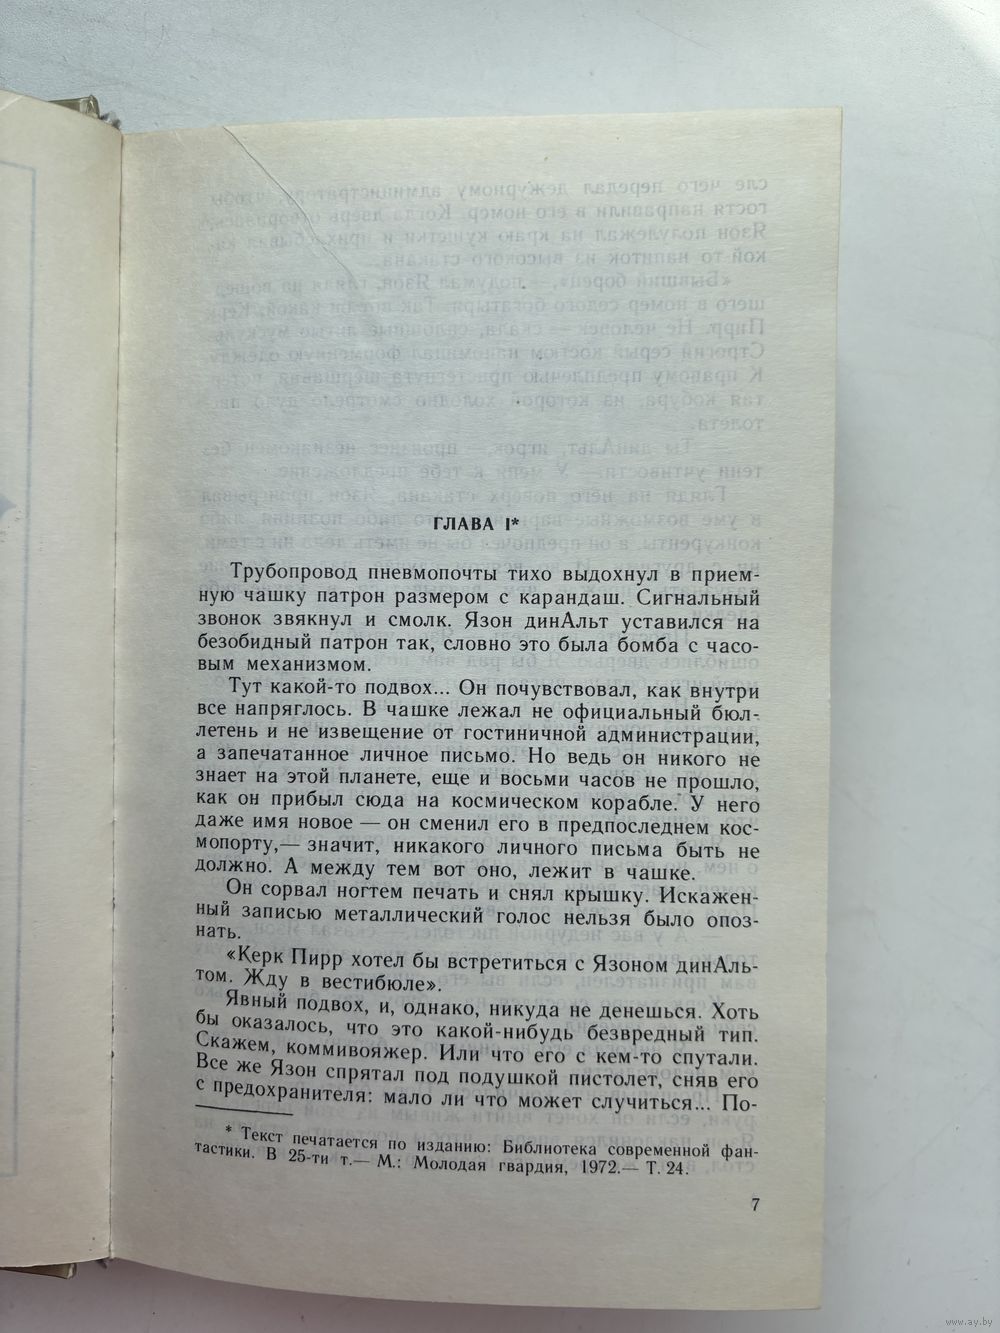 ГЛАВА I*
Трубопровод пневмопочты тихо выдохнул в прием-
ную чашку патрон размером с карандаш. Сигнальный
звонок звякнул и смолк. Язон динАльт уставился на
безобидный патрон так, словно это была бомба с часо-
вым механизмом.
Тут какой-то подвох... Он почувствовал, как внутри
все напряглось. В чашке лежал не официальный бюл-
летень и не извещение от гостиничной администрации,
а запечатанное личное письмо. Но ведь он никого не
знает на этой планете, еще и восьми часов не прошло,
как он прибыл сюда на космическом корабле. У него
даже имя новое — он сменил его в предпоследнем кос-
мопорту,— значит, никакого личного письма быть не
должно. А между тем вот оно, лежит в чашке.
Он сорвал ногтем печать и снял крышку. Искажен-
ный записью металлический голос нельзя было опоз-
нать.
«Керк Пирр хотел бы встретиться с Язоном динАль-
том. Жду в вестибюле».
Явный подвох, и, однако, никуда не денешься. Хоть
бы оказалось, что это какой-нибудь безвредный тип.
Скажем, коммивояжер. Или что его с кем-то спутали.
Все же Язон спрятал под подушкой пистолет, сняв его
с предохранителя: мало ли что может случиться... По-
* Текст печатается по изданию: Библиотека современной фан-
тастики. В 25-ти т.— М.: Молодая гвардия, 1972.— Т. 24.
7
www.ay.by